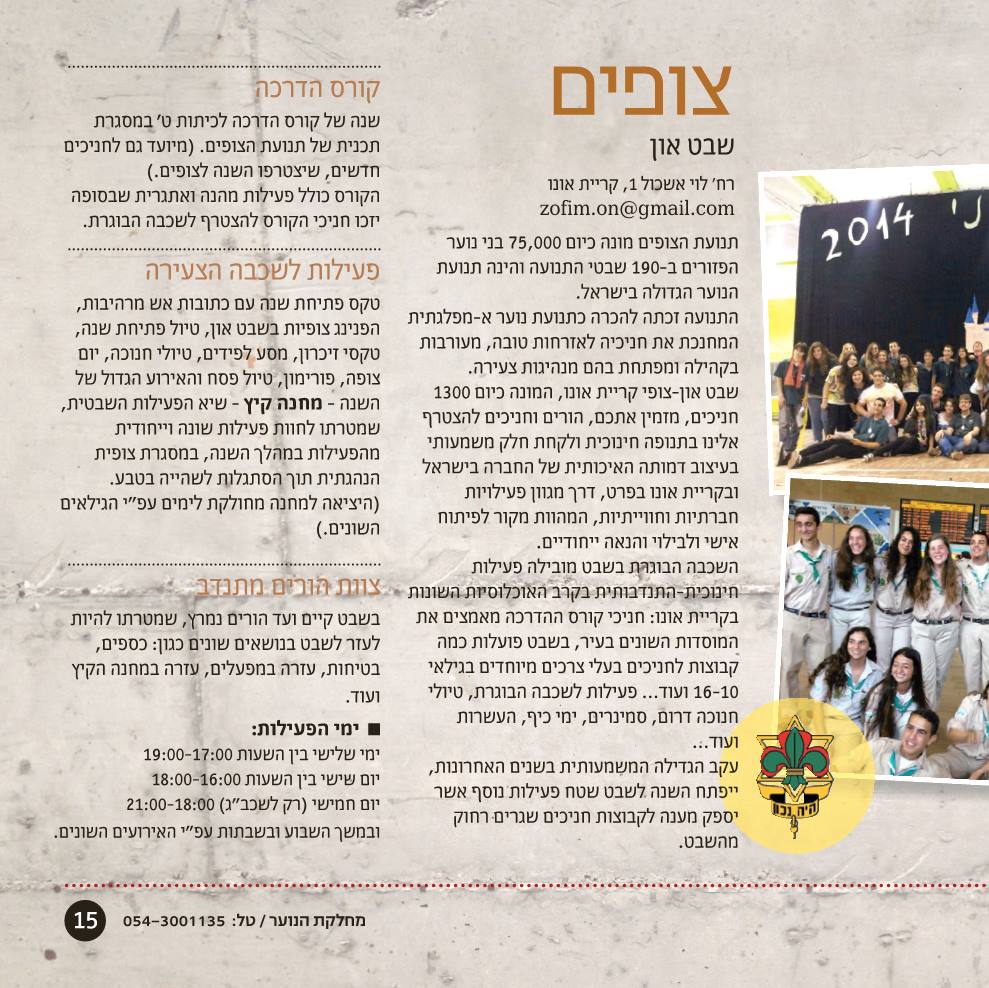 צופים
שבט און
רח׳ לוי אשכול 1, קריית אונו
zofim.on@gmail.com
תנועת הצופים מונה כיום 75,000 בני נוער
הפזורים ב-190 שבטי התנועה והינה תנועת
הנוער הגדולה בישראל.
התנועה זכתה להכרה כתנועת נוער א-מפלגתית
המחנכת את חניכיה לאזרחות טובה, מעורבות
בקהילה ומפתחת בהם מנהיגות צעירה.
שבט און-צופי קריית אונו, המונה כיום 1300
חניכים, מזמין אתכם, הורים וחניכים להצטרף
אלינו בתנופה חינוכית ולקחת חלק משמעותי
בעיצוב דמותה האיכותית של החברה בישראל
ובקריית אונו בפרט, דרך מגוון פעילויות
חברתיות וחווייתיות, המהוות מקור לפיתוח
אישי ולבילוי והנאה ייחודיים.
השכבה הבוגרת בשבט מובילה פעילות
חינוכית-התנדבותית בקרב האוכלוסיות השונות
בקריית אונו: חניכי קורס ההדרכה מאמצים את
המוסדות השונים בעיר, בשבט פועלות כמה
קבוצות לחניכים בעלי צרכים מיוחדים בגילאי
16-10 ועוד... פעילות לשכבה הבוגרת, טיולי
חנוכה דרום, סמינרים, ימי כיף, העשרות
ועוד...
עקב הגדילה המשמעותית בשנים האחרונות,
ייפתח השנה לשבט שטח פעילות נוסף אשר
יספק מענה לקבוצות חניכים שגרים רחוק
מהשבט.
קורס הדרכה
שנה של קורס הדרכה לכיתות ט׳ במסגרת
תכנית של תנועת הצופים. (מיועד גם לחניכים
חדשים, שיצטרפו השנה לצופים.)
הקורס כולל פעילות מהנה ואתגרית שבסופה
יזכו חניכי הקורס להצטרף לשכבה הבוגרת.
פעילות לשכבה הצעירה
טקס פתיחת שנה עם כתובות אש מרהיבות,
הפנינג צופיות בשבט און, טיול פתיחת שנה,
טקסי זיכרון, מסע לפידים, טיולי חנוכה, יום
צופה, פורימון, טיול פסח והאירוע הגדול של
השנה - מחנה קיץ - שיא הפעילות השבטית,
שמטרתו לחוות פעילות שונה וייחודית
מהפעילות במהלך השנה, במסגרת צופית
הנהגתית תוך הסתגלות לשהייה בטבע.
(היציאה למחנה מחולקת לימים עפ״י הגילאים
השונים.)
צוות הורים מתנדב
בשבט קיים ועד הורים נמרץ, שמטרתו להיות
לעזר לשבט בנושאים שונים כגון: כספים,
בטיחות, עזרה במפעלים, עזרה במחנה הקיץ
ועוד.
■ ימי הפעילות:
ימי שלישי בין השעות 19:00-17:00
יום שישי בין השעות 18:00-16:00
יום חמישי (רק לשכב״ג) 21:00-18:00
ובמשך השבוע ובשבתות עפ״י האירועים השונים.
2014
היה נכון
מחלקת הנוער / טל: 054-3001135
15